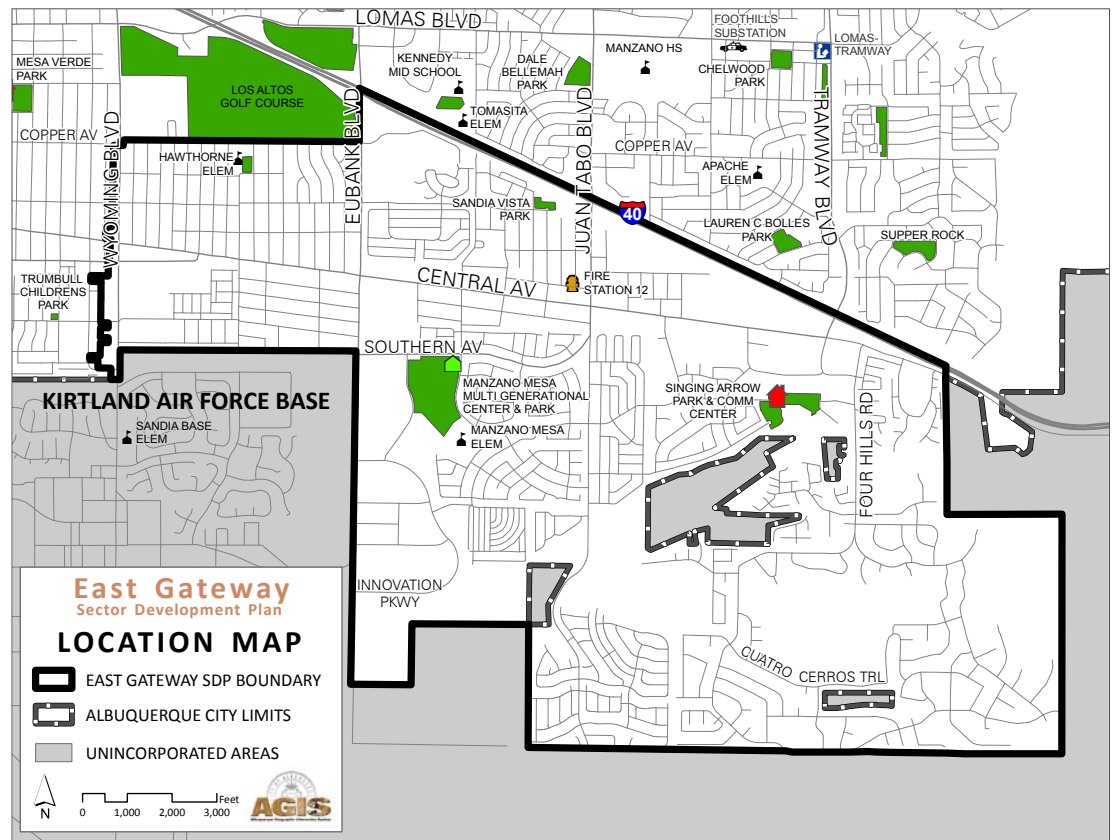 LOMAS BLVD
FOOTHILLS
SUBSTATION
LOMAS-
TRAMWAY
MESA VERDE
PARK
KENNEDY
MID SCHOOL
DALE
BELLEMAH
PARK
MANZANO HS
CHELWOOD
PARK
LOS ALTOS
GOLF COURSE
TOMASITA
ELEM
COPPER AV
COPPER AV
WYOMING BLVD
EUBANK BLVD
JUAN TABO BLVD
TRAMWAY BLVD
HAWTHORNE
ELEM
APACHE
ELEM
SANDIA VISTA
PARK
40
LAUREN C BOLLES
PARK
SUPPER ROCK
TRUMBULL
CHILDRENS
PARK
CENTRAL AV
FIRE
STATION 12
SOUTHERN AV
KIRTLAND AIR FORCE BASE
SANDIA BASE
ELEM
MANZANO MESA
MULTI GENERATIONAL
CENTER & PARK
MANZANO MESA
ELEM
SINGING ARROW
PARK & COMM
CENTER
FOUR HILLS RD
INNOVATION
PKWY
CUATRO CERROS TRL
East Gateway
Sector Development Plan
LOCATION MAP
EAST GATEWAY SDP BOUNDARY
ALBUQUERQUE CITY LIMITS
UNINCORPORATED AREAS
N
Feet
0 1,000 2,000 3,000
AGIS